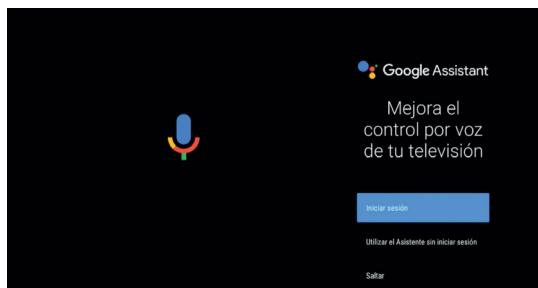 Google Assistant
Mejora el
control por voz
de tu televisión
Iniciar sesión
Utilizar el Asistente sin iniciar sesión
Saltar